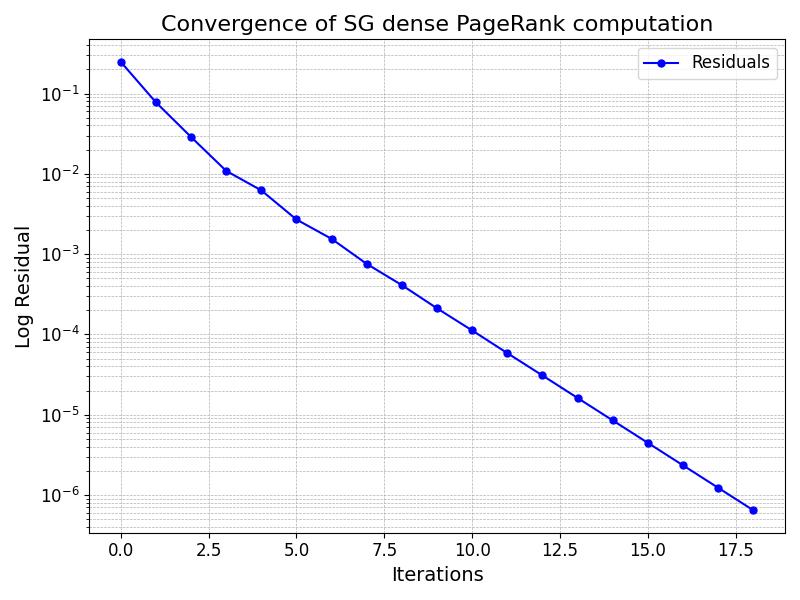 Convergence of SG dense PageRank computation
Residuals
Log Residual
10⁻¹
10⁻²
10⁻³
10⁻⁴
10⁻⁵
10⁻⁶
0.0 2.5 5.0 7.5 10.0 12.5 15.0 17.5
Iterations